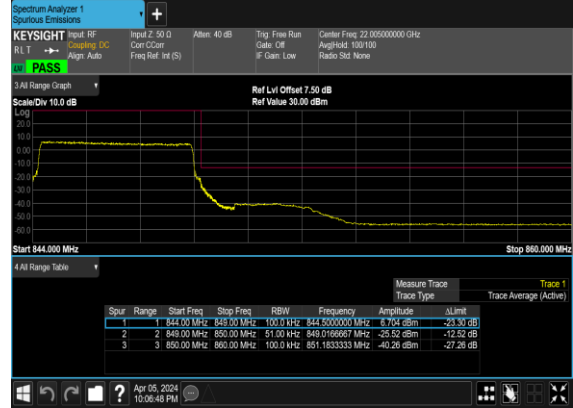 Spectrum Analyzer 1
Spurious Emissions
+
KEYSIGHT Input: RF Input Z: 50 Ω Atten: 40 dB Trig: Free Run Center Freq: 22.005000000 GHz
RLT Coupling: DC Corr CCorr Gate: Off Avg|Hold: 100/100
Align: Auto Freq Ref: Int (S) IF Gain: Low Radio Std: None
PASS
3 All Range Graph Ref Lvl Offset 7.50 dB
Scale/Div 10.0 dB Ref Value 30.00 dBm
Log
20.0
10.0
0.00
-10.0
-20.0
-30.0
-40.0
-50.0
-60.0
Start 844.000 MHz Stop 860.000 MHz
4 All Range Table
Measure Trace Trace 1
Trace Type Trace Average (Active)
Spur Range Start Freq Stop Freq RBW Frequency Amplitude ΔLimit
1 1 844.00 MHz 849.00 MHz 100.0 kHz 844.5000000 MHz 6.704 dBm -23.30 dB
2 2 849.00 MHz 850.00 MHz 51.00 kHz 849.0166667 MHz -25.52 dBm -12.52 dB
3 3 850.00 MHz 860.00 MHz 100.0 kHz 851.1833333 MHz -40.26 dBm -27.26 dB
? Apr 05, 2024
10:06:48 PM